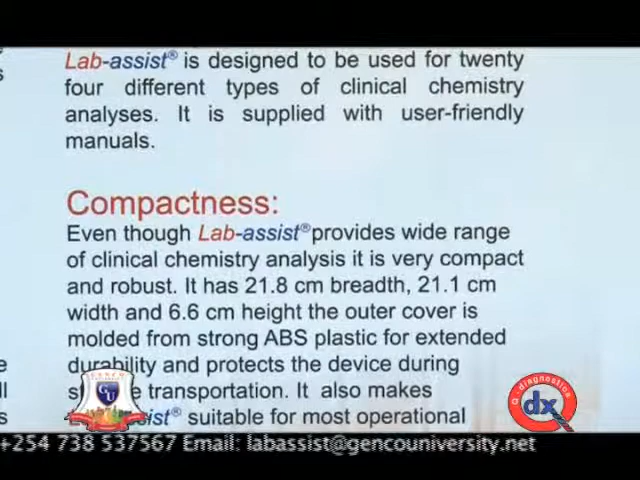 Lab-assist® is designed to be used for twenty
four different types of clinical chemistry
analyses. It is supplied with user-friendly
manuals.
Compactness:
Even though Lab-assist® provides wide range
of clinical chemistry analysis it is very compact
and robust. It has 21.8 cm breadth, 21.1 cm
width and 6.6 cm height the outer cover is
molded from strong ABS plastic for extended
durability and protects the device during
transportation. It also makes
sist® suitable for most operational
GU
Q diagnostics
dx
+254 738 537567 Email: labassist@gencouniversity.net